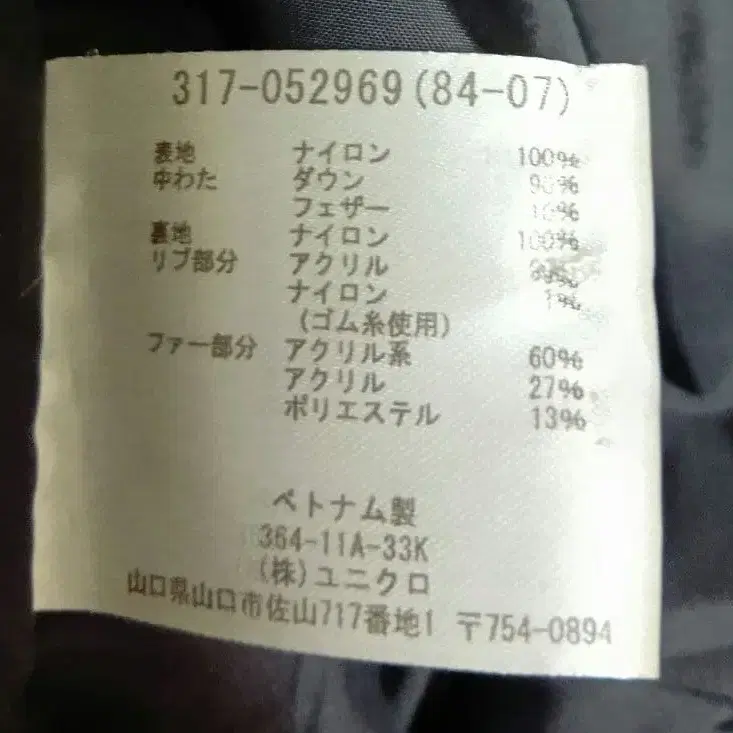 317-052969(84-07)
表地 ナイロン 100%
中わた ダウン
フェザー 10%
裏地 ナイロン 100%
リブ部分 アクリル
ナイロン
(ゴム糸使用)
ファー部分 アクリル系 60%
アクリル 27%
ポリエステル 13%
ベトナム製
364-11A-33K
(株)ユニクロ
山口県山口市佐山717番地1 〒754-0894